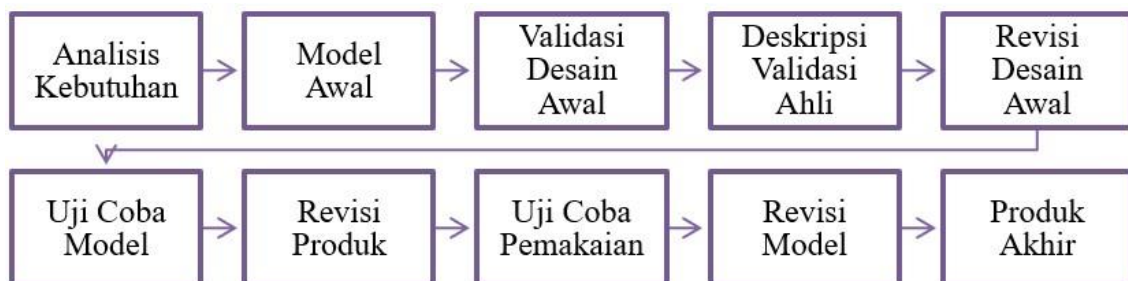 Analisis
Kebutuhan
Model
Awal
Validasi
Desain
Awal
Deskripsi
Validasi
Ahli
Revisi
Desain
Awal
Uji Coba
Model
Revisi
Produk
Uji Coba
Pemakaian
Revisi
Model
Produk
Akhir